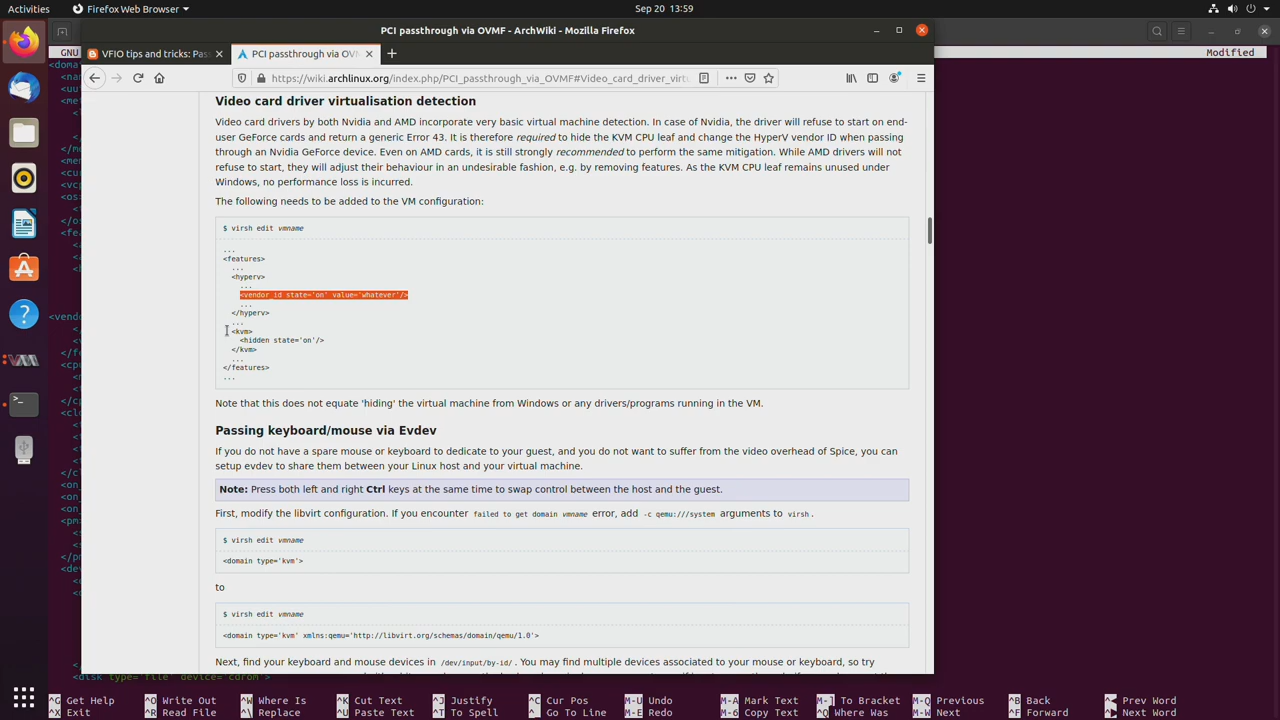 Activities
Firefox Web Browser
Sep 20 13:59
PCI passthrough via OVMF - ArchWiki - Mozilla Firefox
VFIO tips and tricks: Pas
PCI passthrough via OV
https://wiki.archlinux.org/index.php/PCI_passthrough_via_OVMF#Video_card_driver_virtu
GNU
Modified
Video card driver virtualisation detection
Video card drivers by both Nvidia and AMD incorporate very basic virtual machine detection. In case of Nvidia, the driver will refuse to start on end-
user GeForce cards and return a generic Error 43. It is therefore required to hide the KVM CPU leaf and change the HyperV vendor ID when passing
through an Nvidia GeForce device. Even on AMD cards, it is still strongly recommended to perform the same mitigation. While AMD drivers will not
refuse to start, they will adjust their behaviour in an undesirable fashion, e.g. by removing features. As the KVM CPU leaf remains unused under
Windows, no performance loss is incurred.
The following needs to be added to the VM configuration:
$ virsh edit vmname
...
<features>
...
<hyperv>
...
<vendor_id state='on' value='whatever'/>
...
</hyperv>
...
<kvm>
<hidden state='on'/>
</kvm>
...
</features>
...
Note that this does not equate 'hiding' the virtual machine from Windows or any drivers/programs running in the VM.
Passing keyboard/mouse via Evdev
If you do not have a spare mouse or keyboard to dedicate to your guest, and you do not want to suffer from the video overhead of Spice, you can
setup evdev to share them between your Linux host and your virtual machine.
Note: Press both left and right Ctrl keys at the same time to swap control between the host and the guest.
First, modify the libvirt configuration. If you encounter failed to get domain vmname error, add -c qemu:///system arguments to virsh.
$ virsh edit vmname
<domain type='kvm'>
to
$ virsh edit vmname
<domain type='kvm' xmlns:qemu='http://libvirt.org/schemas/domain/qemu/1.0'>
Next, find your keyboard and mouse devices in /dev/input/by-id/. You may find multiple devices associated to your mouse or keyboard, so try
<disk type='file' device='cdrom'>
^G Get Help ^O Write Out ^W Where Is ^K Cut Text ^J Justify ^C Cur Pos M-U Undo M-A Mark Text M-] To Bracket M-Q Previous ^B Back Prev Word
^X Exit ^R Read File ^\ Replace ^U Paste Text ^T To Spell ^_ Go To Line M-E Redo M-6 Copy Text ^Q Where Was M-W Next ^F Forward Next Word